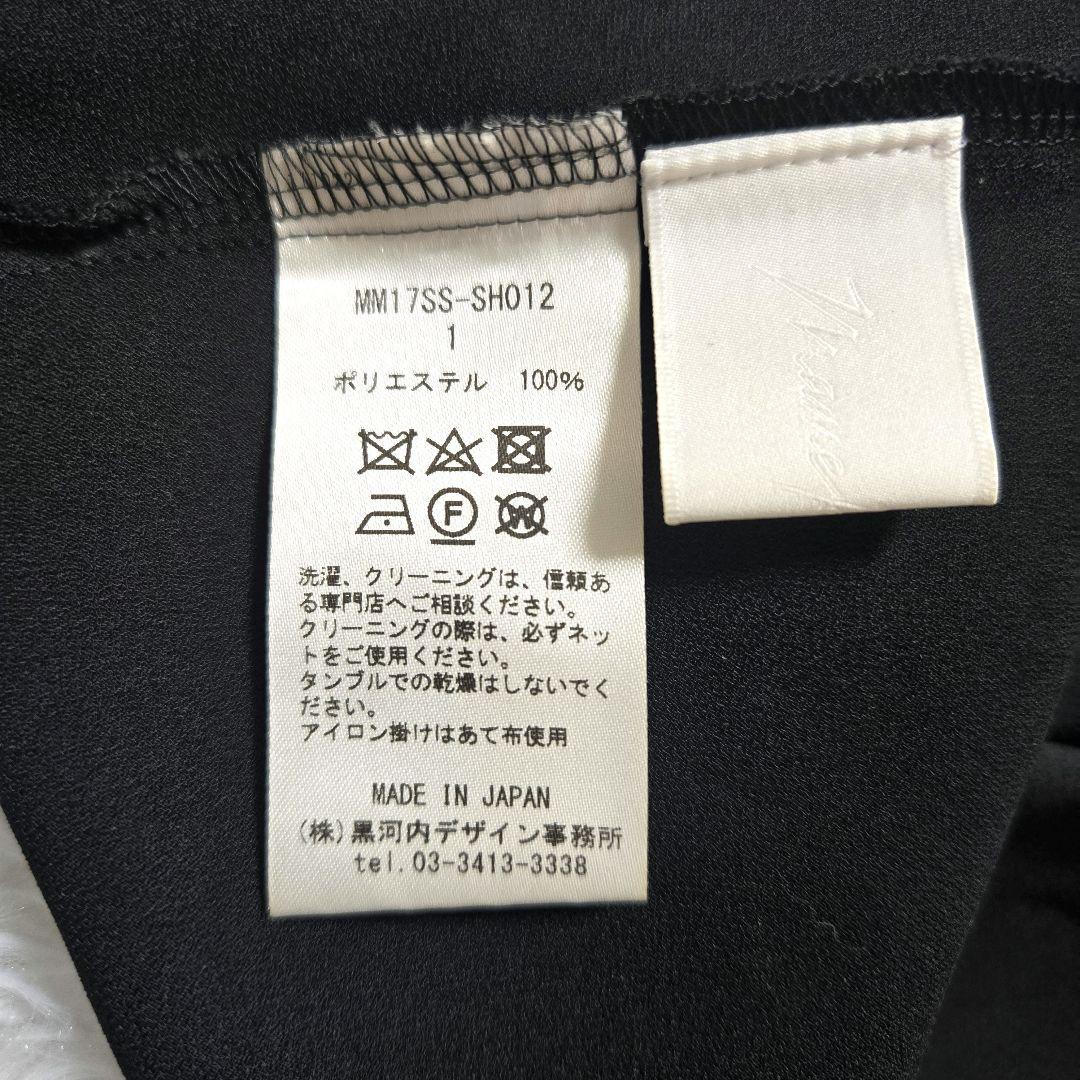 MM17SS-SH012
1
ポリエステル 100%
F
W
洗濯、クリーニングは、信頼あ
る専門店へご相談ください。
クリーニングの際は、必ずネッ
トをご使用ください。
タンブルでの乾燥はしないでく
ださい。
アイロン掛けはあて布使用
MADE IN JAPAN
(株)黒河内デザイン事務所
tel.03-3413-3338